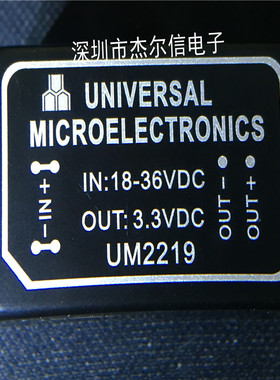 深圳市杰尔信电子
UNIVERSAL
MICROELECTRONICS
-IN+
IN:18-36VDC
OUT: 3.3VDC
OUT-
OUT+
UM2219